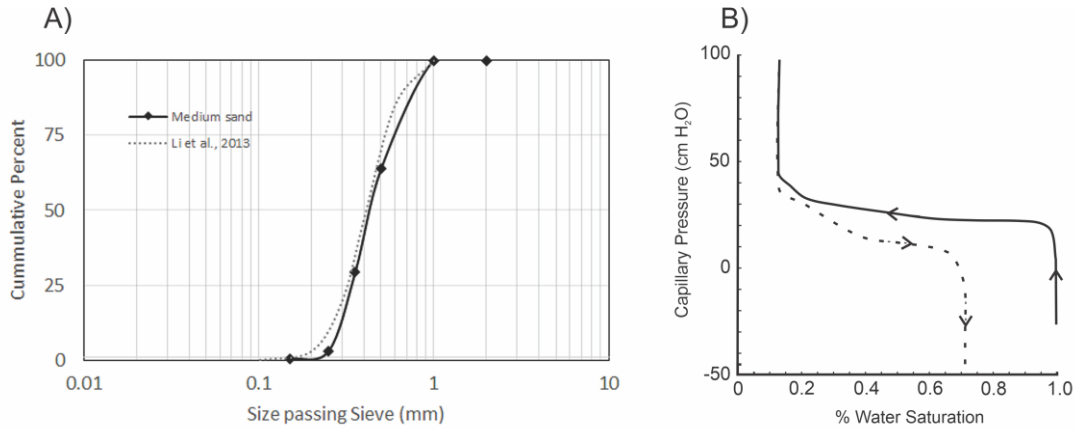 A)
Cummulative Percent
100
75
50
25
0
Medium sand
Li et al., 2013
0.01
0.1
1
10
Size passing Sieve (mm)
B)
Capillary Pressure (cm H₂O)
100
50
0
-50
0
0.2
0.4
0.6
0.8
1.0
% Water Saturation